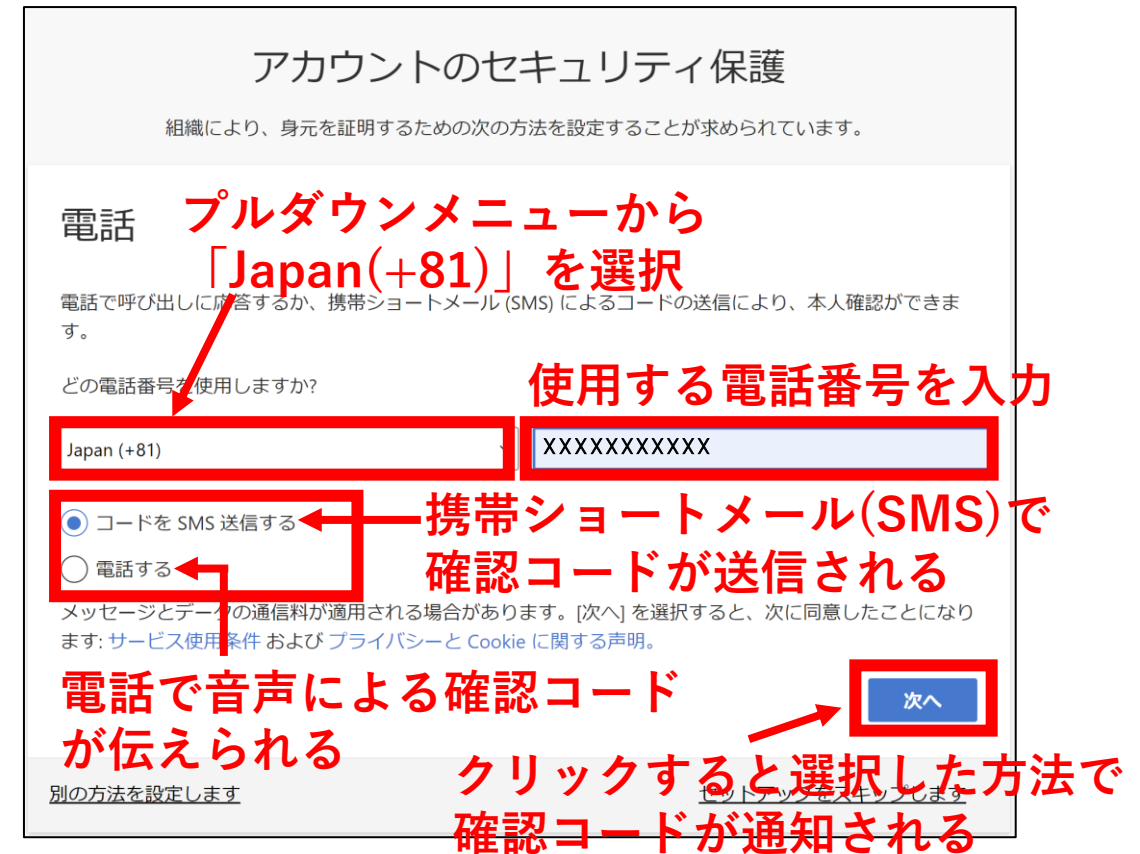 アカウントのセキュリティ保護
組織により、身元を証明するための次の方法を設定することが求められています。
電話
プルダウンメニューから
「Japan(+81)」を選択
電話で呼び出しに応答するか、携帯ショートメール (SMS) によるコードの送信により、本人確認ができま
す。
どの電話番号を使用しますか?
使用する電話番号を入力
Japan (+81)
XXXXXXXXXXX
コードを SMS 送信する
携帯ショートメール(SMS)で
確認コードが送信される
電話する
メッセージとデータの通信料が適用される場合があります。[次へ] を選択すると、次に同意したことになり
ます: サービス使用条件 および プライバシーと Cookie に関する声明。
電話で音声による確認コード
が伝えられる
次へ
クリックすると選択した方法で
確認コードが通知される
別の方法を設定します
セットアップをスキップします